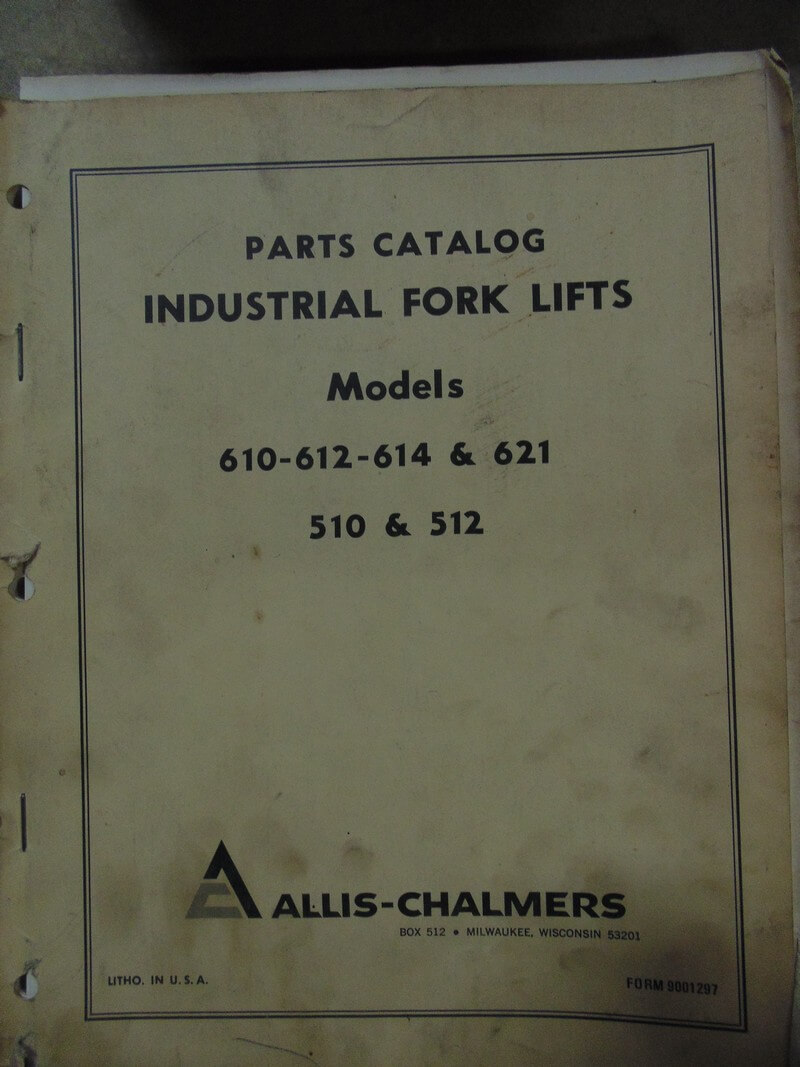 PARTS CATALOG
INDUSTRIAL FORK LIFTS
Models
610-612-614 & 621
510 & 512
ALLIS-CHALMERS
BOX 512 • MILWAUKEE, WISCONSIN 53201
LITHO. IN U.S.A.
FORM 9001297